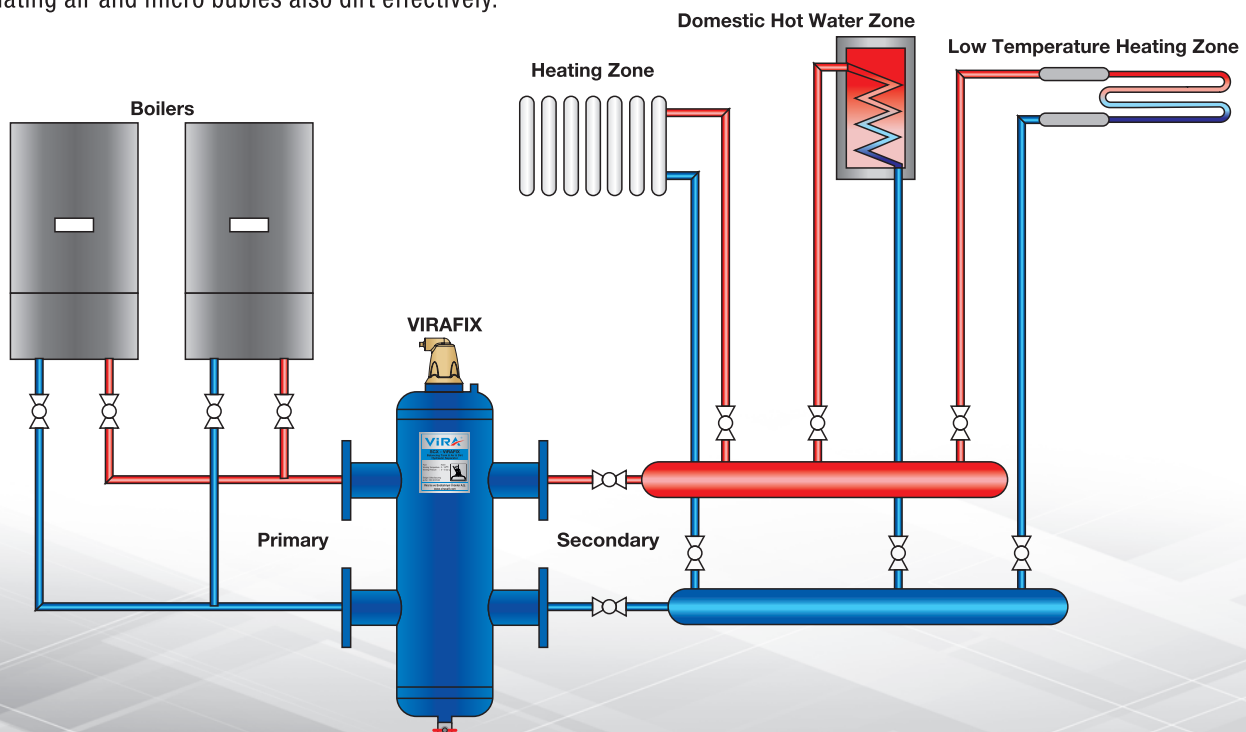 ating air and micro bubles also dirt effectively.
Domestic Hot Water Zone
Low Temperature Heating Zone
Heating Zone
Boilers
VIRAFIX
ViRA
Primary
Secondary